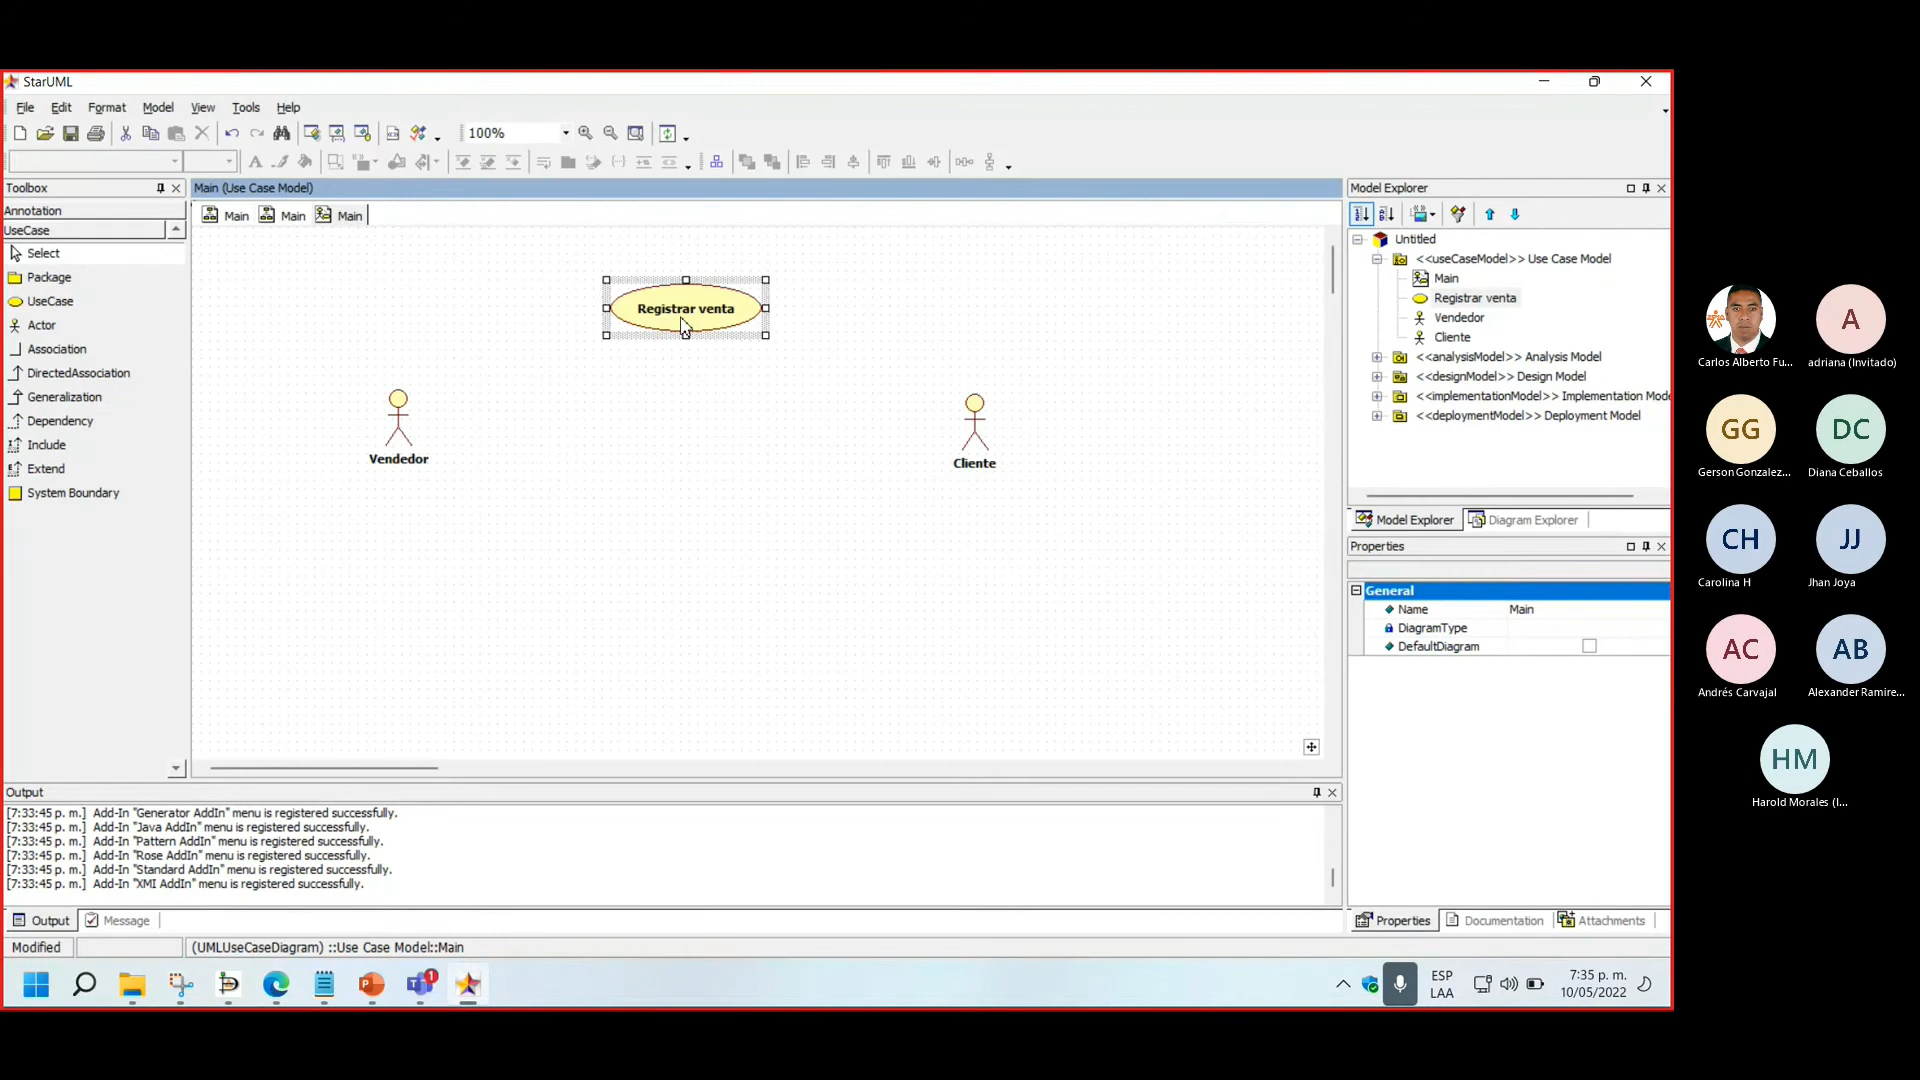 StarUML
File Edit Format Model View Tools Help
100%
Toolbox
Annotation
UseCase
Select
Package
UseCase
Actor
Association
DirectedAssociation
Generalization
Dependency
Include
Extend
System Boundary
Main (Use Case Model)
Main Main Main
Registrar venta
Vendedor
Cliente
Model Explorer
Untitled
<<useCaseModel>> Use Case Model
Main
Registrar venta
Vendedor
Cliente
<<analysisModel>> Analysis Model
<<designModel>> Design Model
<<implementationModel>> Implementation Mode
<<deploymentModel>> Deployment Model
Model Explorer Diagram Explorer
Properties
General
Name Main
DiagramType
DefaultDiagram
Properties Documentation Attachments
Output
[7:33:45 p. m.] Add-In "Generator AddIn" menu is registered successfully.
[7:33:45 p. m.] Add-In "Java AddIn" menu is registered successfully.
[7:33:45 p. m.] Add-In "Pattern AddIn" menu is registered successfully.
[7:33:45 p. m.] Add-In "Rose AddIn" menu is registered successfully.
[7:33:45 p. m.] Add-In "Standard AddIn" menu is registered successfully.
[7:33:45 p. m.] Add-In "XMI AddIn" menu is registered successfully.
Output Message
Modified (UMLUseCaseDiagram) ::Use Case Model::Main
1
ESP
LAA
7:35 p. m.
10/05/2022
A
Carlos Alberto Fu... adriana (Invitado)
GG DC
Gerson Gonzalez... Diana Ceballos
CH JJ
Carolina H Jhan Joya
AC AB
Andrés Carvajal Alexander Ramire...
HM
Harold Morales (I...